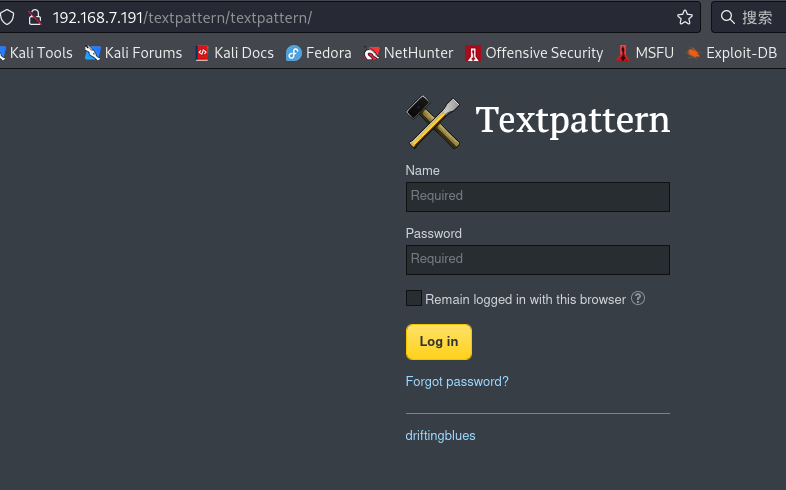 192.168.7.191/textpattern/textpattern/
搜索
Kali Tools Kali Forums Kali Docs Fedora NetHunter Offensive Security MSFU Exploit-DB
Textpattern
Name
Required
Password
Required
Remain logged in with this browser ?
Log in
Forgot password?
driftingblues